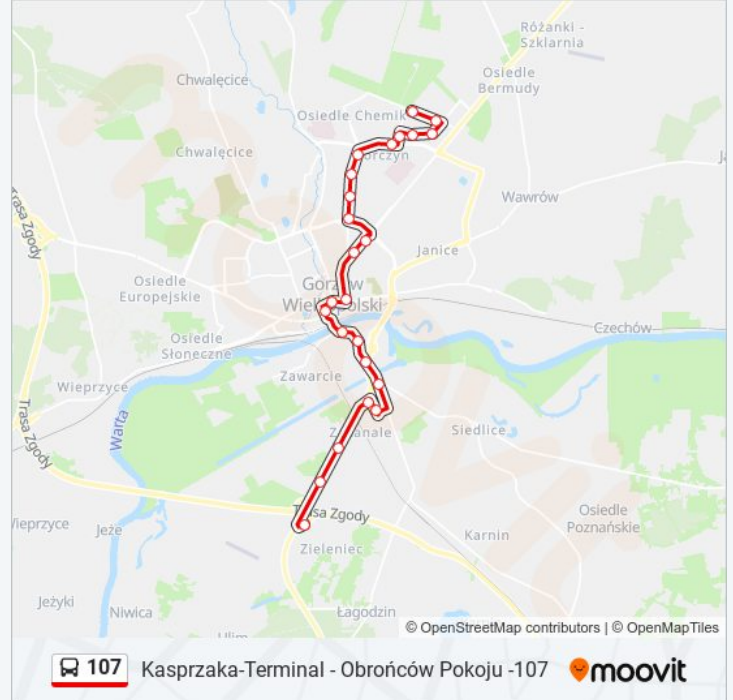 Różanki -
Szklarnia
Osiedle
Bermudy
Chwalęcice
Osiedle Chemik
Chwalęcice
Górczyn
Wawrów
Trasa Zgody
Janice
Osiedle
Europejskie
Gorzów
Wielkopolski
Czechów
Osiedle
Słoneczne
Zawarcie
Wieprzyce
Warta
Trasa Zgody
Siedlice
Zakanale
Trasa Zgody
Osiedle
Poznańskie
Wieprzyce
Jeże
Karnin
Zieleniec
Jeżyki
Niwica
Łagodzin
Ulim
© OpenStreetMap contributors | © OpenMapTiles
107 Kasprzaka-Terminal - Obrońców Pokoju -107 moovit